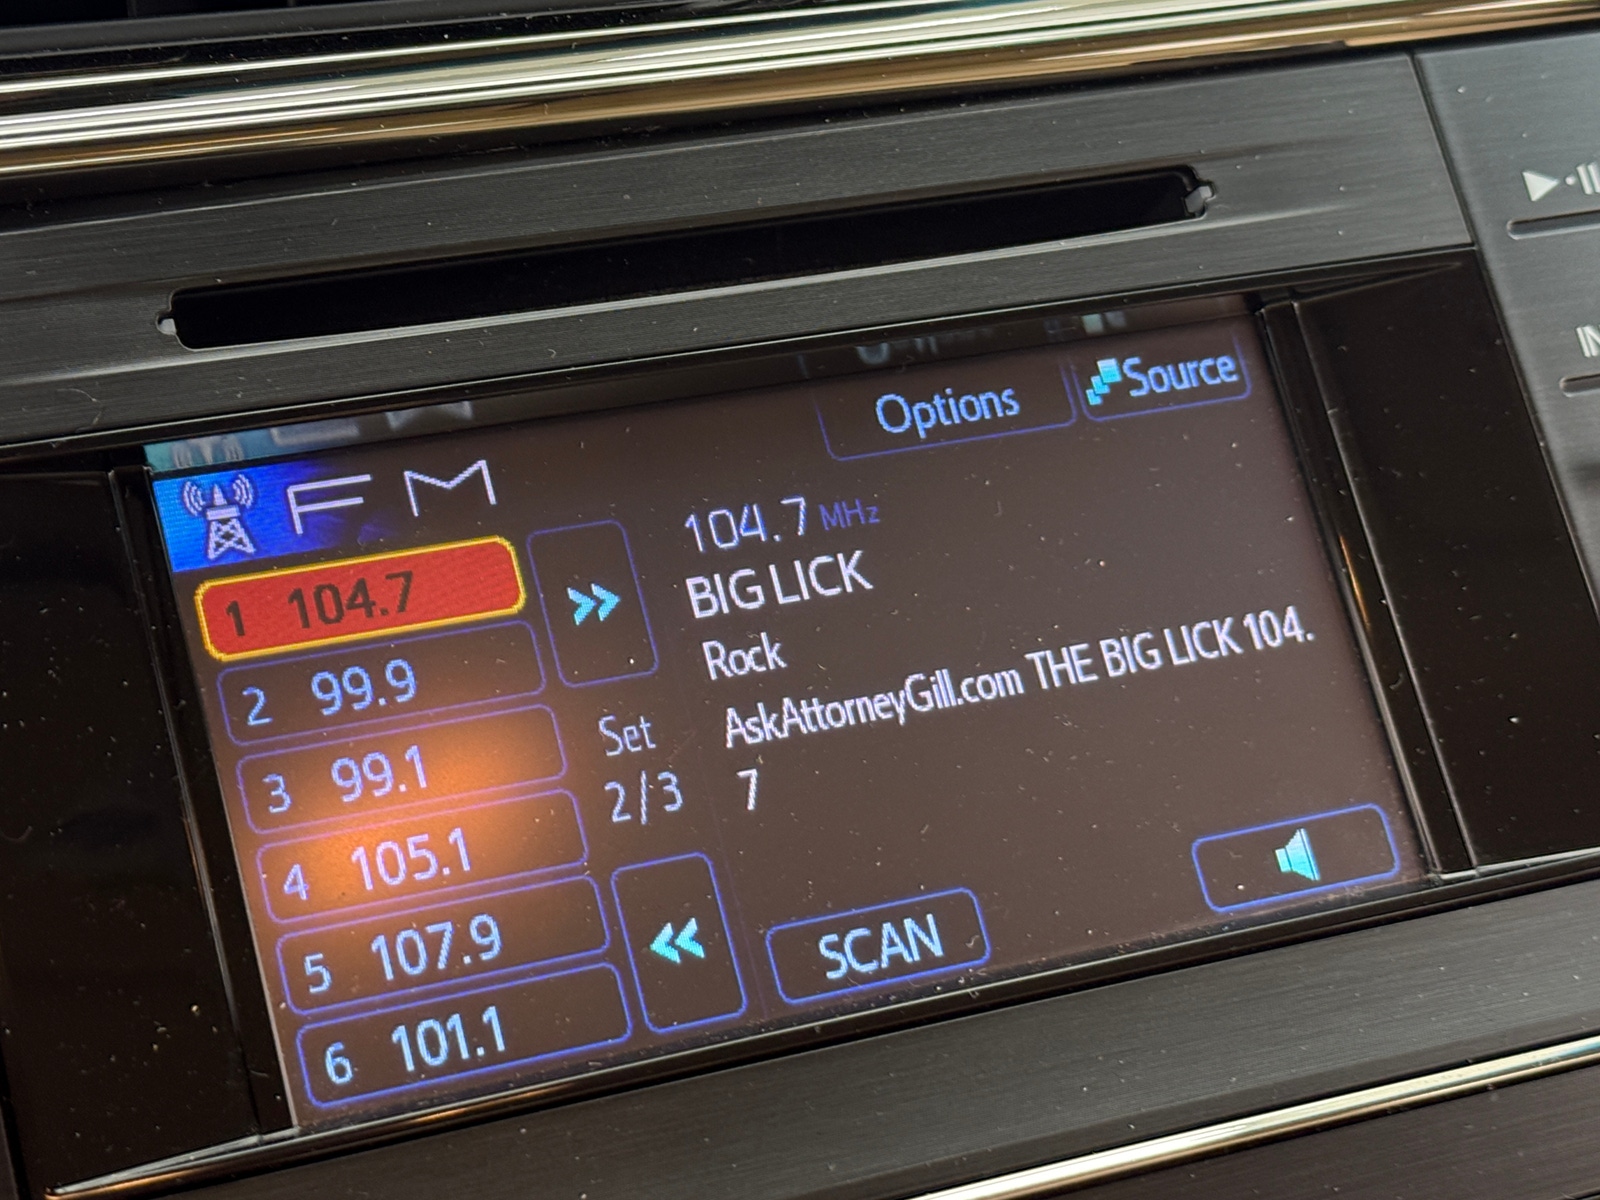 Options
Source
FM
104.7 MHz
BIG LICK
Rock
AskAttorneyGill.com THE BIG LICK 104.
7
1 104.7
2 99.9
3 99.1
4 105.1
5 107.9
6 101.1
Set
2/3
SCAN